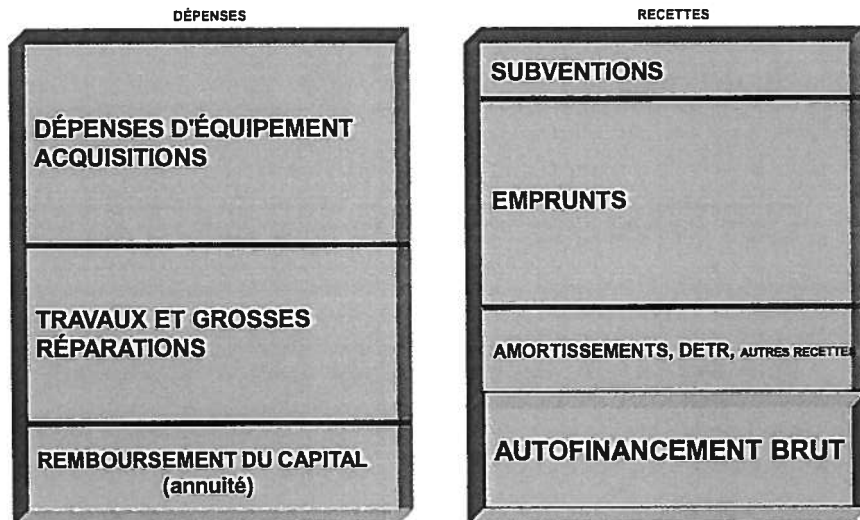 DÉPENSES
DÉPENSES D'ÉQUIPEMENT
ACQUISITIONS
TRAVAUX ET GROSSES
RÉPARATIONS
REMBOURSEMENT DU CAPITAL
(annuité)
RECETTES
SUBVENTIONS
EMPRUNTS
AMORTISSEMENTS, DETR, AUTRES RECETTES
AUTOFINANCEMENT BRUT